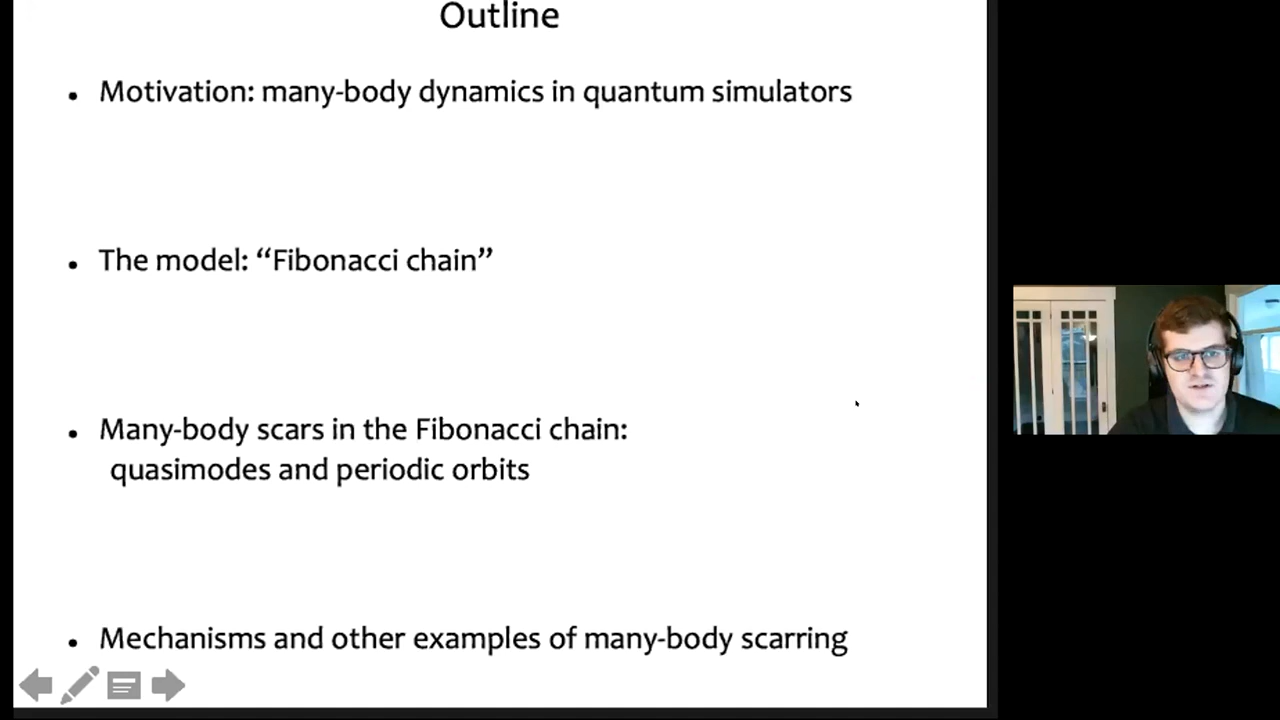 Outline
• Motivation: many-body dynamics in quantum simulators
• The model: “Fibonacci chain”
• Many-body scars in the Fibonacci chain:
quasimodes and periodic orbits
• Mechanisms and other examples of many-body scarring